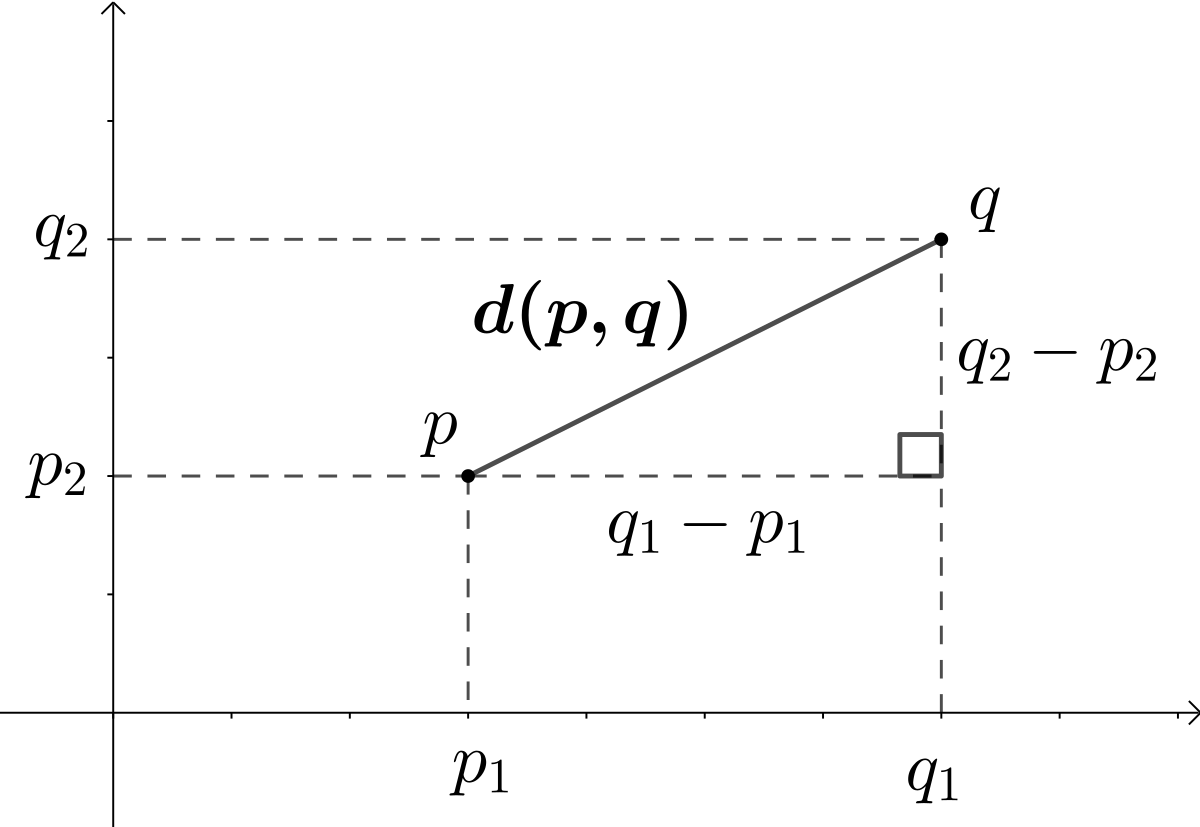 q
q₂
d(p, q)
q₂ − p₂
p
p₂
q₁ − p₁
p₁
q₁